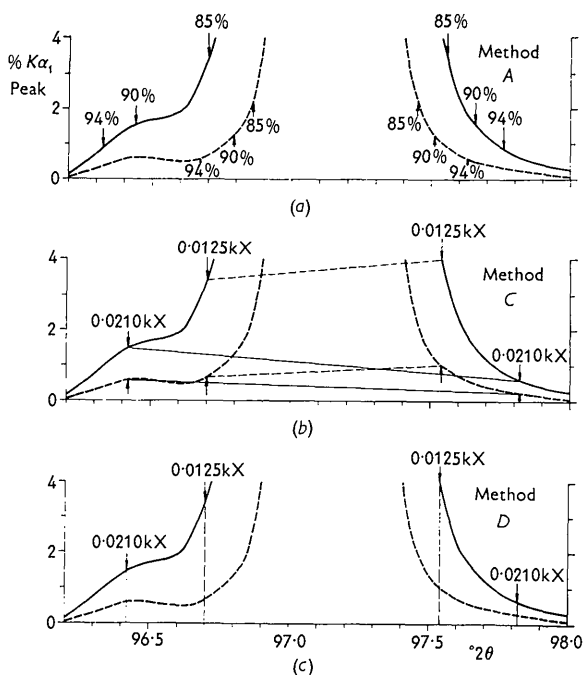 85%
85%
4
% Kα₁
Peak
Method
A
94%
90%
90%
94%
2
85%
90%
94%
85%
90%
94%
0
(a)
0·0125kX
0·0125kX
4
Method
C
0·0210kX
2
0·0210kX
0
(b)
0·0125kX
0·0125kX
4
Method
D
0·0210kX
2
0·0210kX
0
96.5 97.0 97.5 °2θ 98.0
(c)